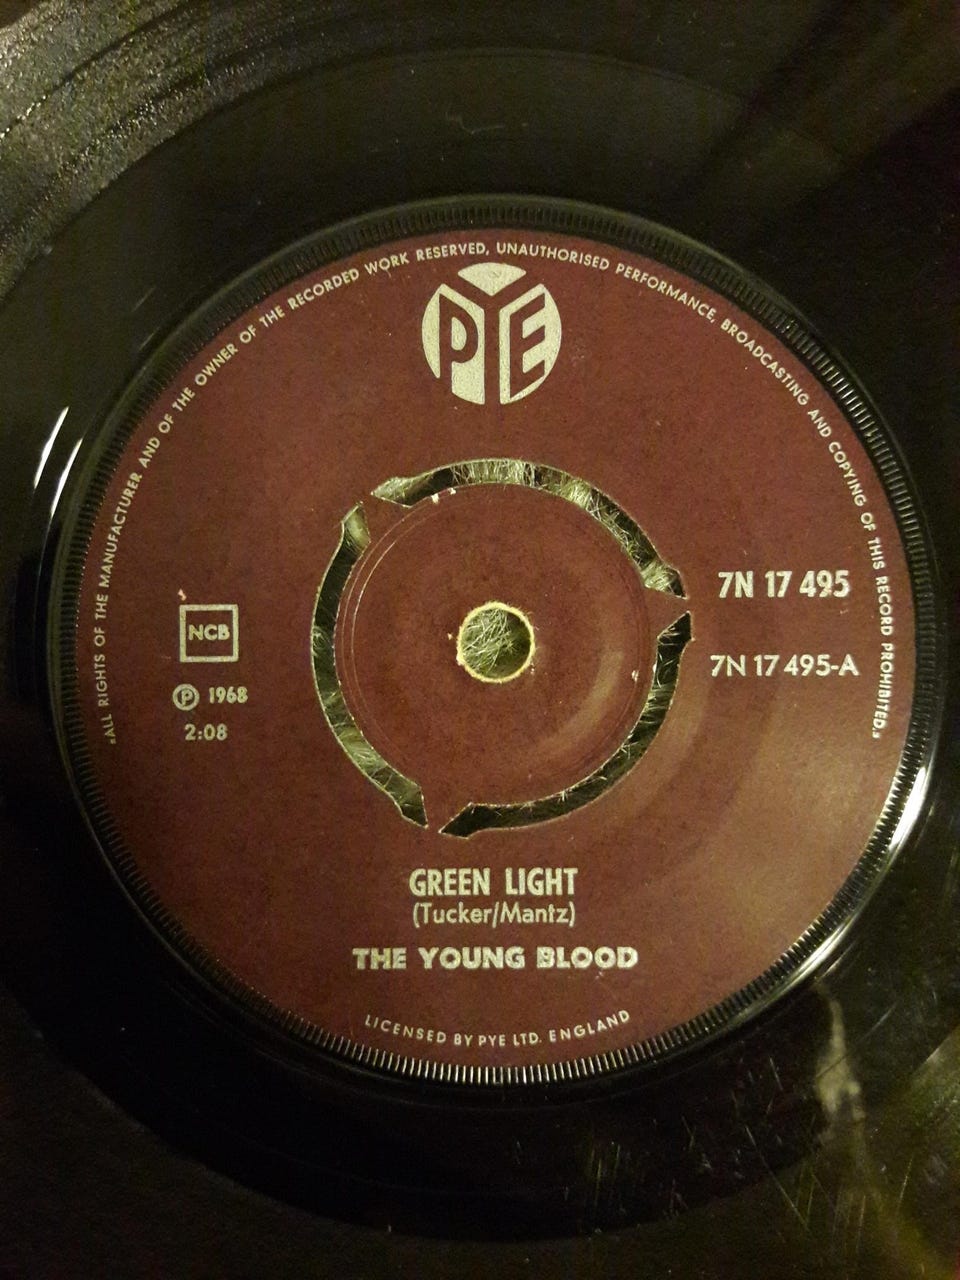 "ALL RIGHTS OF THE MANUFACTURER AND OF THE OWNER OF THE RECORDED WORK RESERVED, UNAUTHORISED PERFORMANCE, BROADCASTING AND COPYING OF THIS RECORD PROHIBITED"
PYE
7N 17 495
NCB
7N 17 495-A
Ⓟ 1968
2:08
GREEN LIGHT
(Tucker/Mantz)
THE YOUNG BLOOD
LICENSED BY PYE LTD. ENGLAND